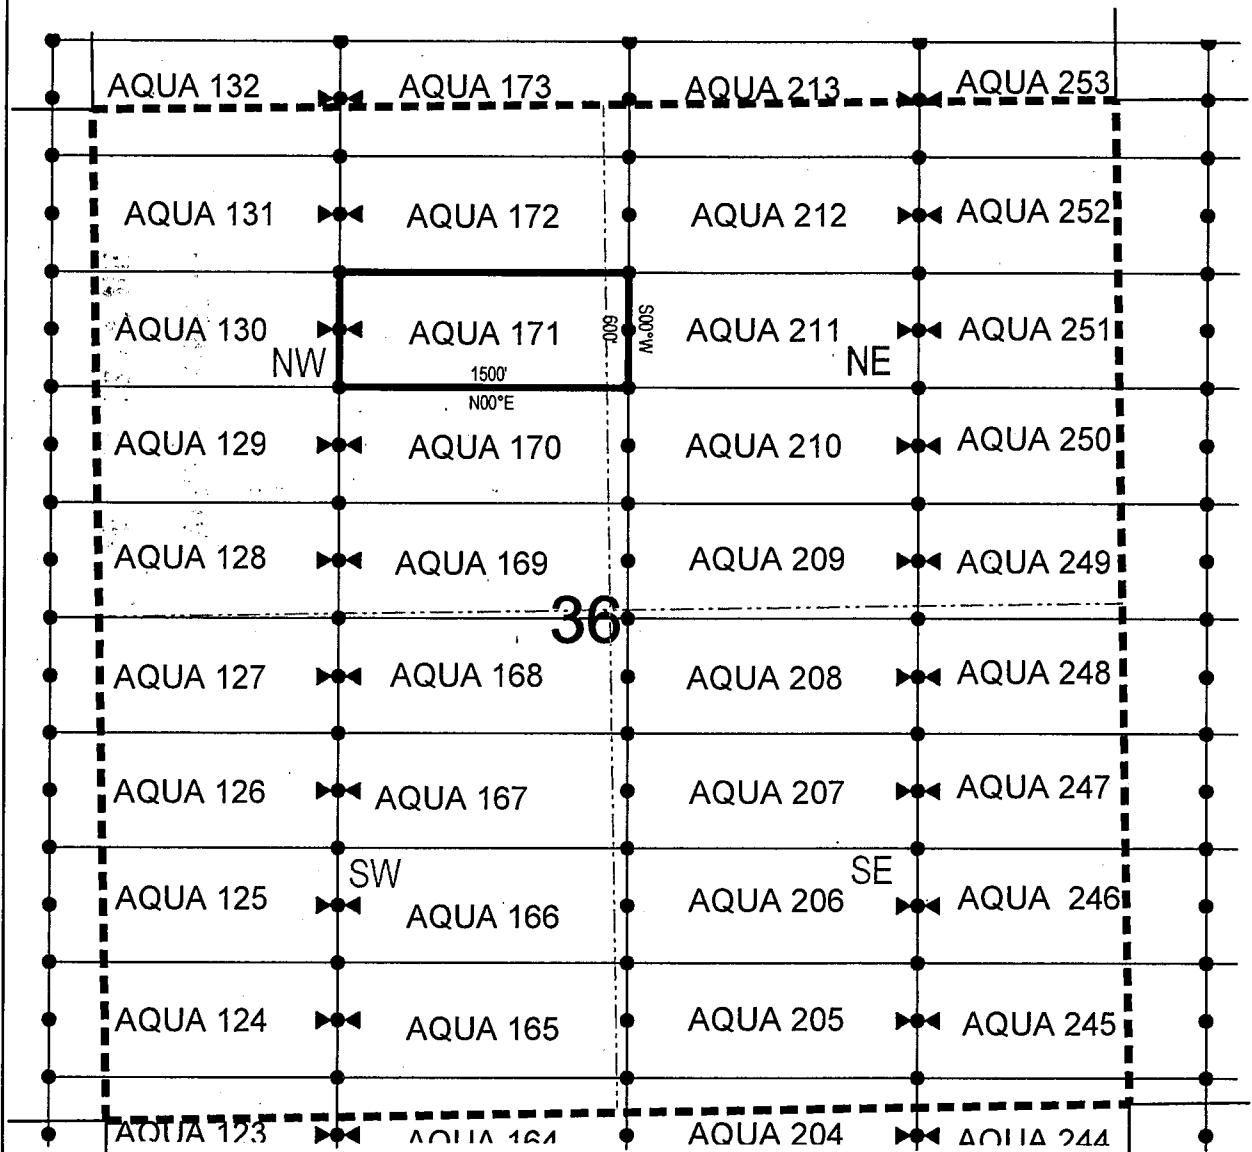 AQUA 132 AQUA 173 AQUA 213 AQUA 253
AQUA 131 AQUA 172 AQUA 212 AQUA 252
AQUA 130 AQUA 171 600' S00°W AQUA 211 AQUA 251
NW 1500' NE
N00°E
AQUA 129 AQUA 170 AQUA 210 AQUA 250
AQUA 128 AQUA 169 AQUA 209 AQUA 249
36
AQUA 127 AQUA 168 AQUA 208 AQUA 248
AQUA 126 AQUA 167 AQUA 207 AQUA 247
SW SE
AQUA 125 AQUA 166 AQUA 206 AQUA 246
AQUA 124 AQUA 165 AQUA 205 AQUA 245
AQUA 123 AQUA 164 AQUA 204 AQUA 244